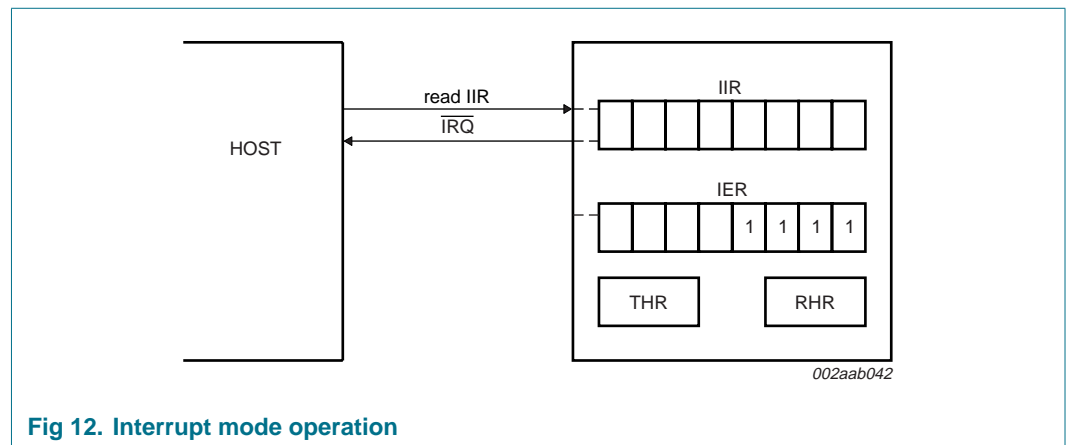 HOST
read IIR
IRQ
IIR
IER
1 1 1 1
THR
RHR
002aab042
Fig 12. Interrupt mode operation